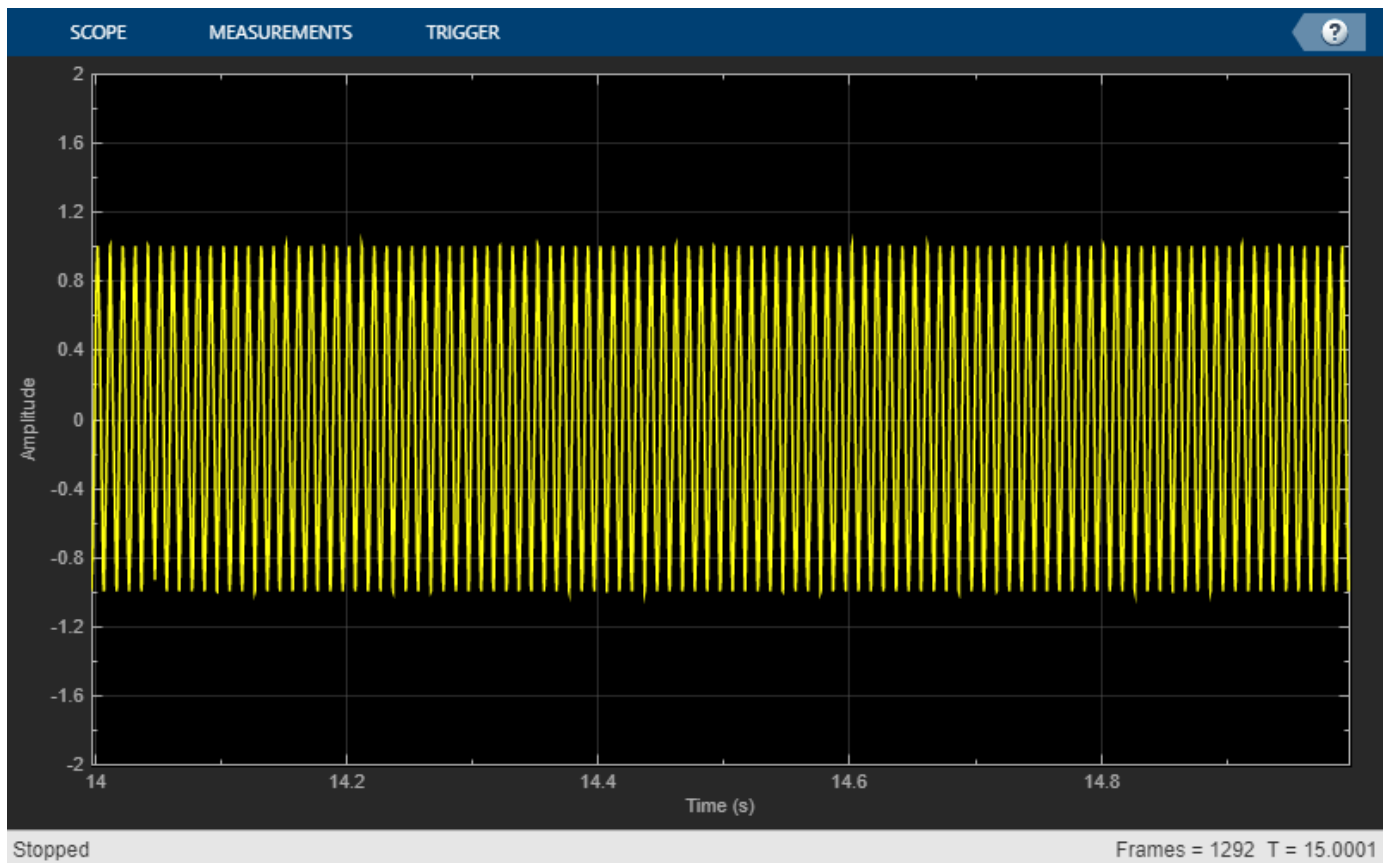 SCOPE MEASUREMENTS TRIGGER ?
2
1.6
1.2
0.8
0.4
0
-0.4
-0.8
-1.2
-1.6
-2
Amplitude
14 14.2 14.4 14.6 14.8
Time (s)
Stopped Frames = 1292 T = 15.0001